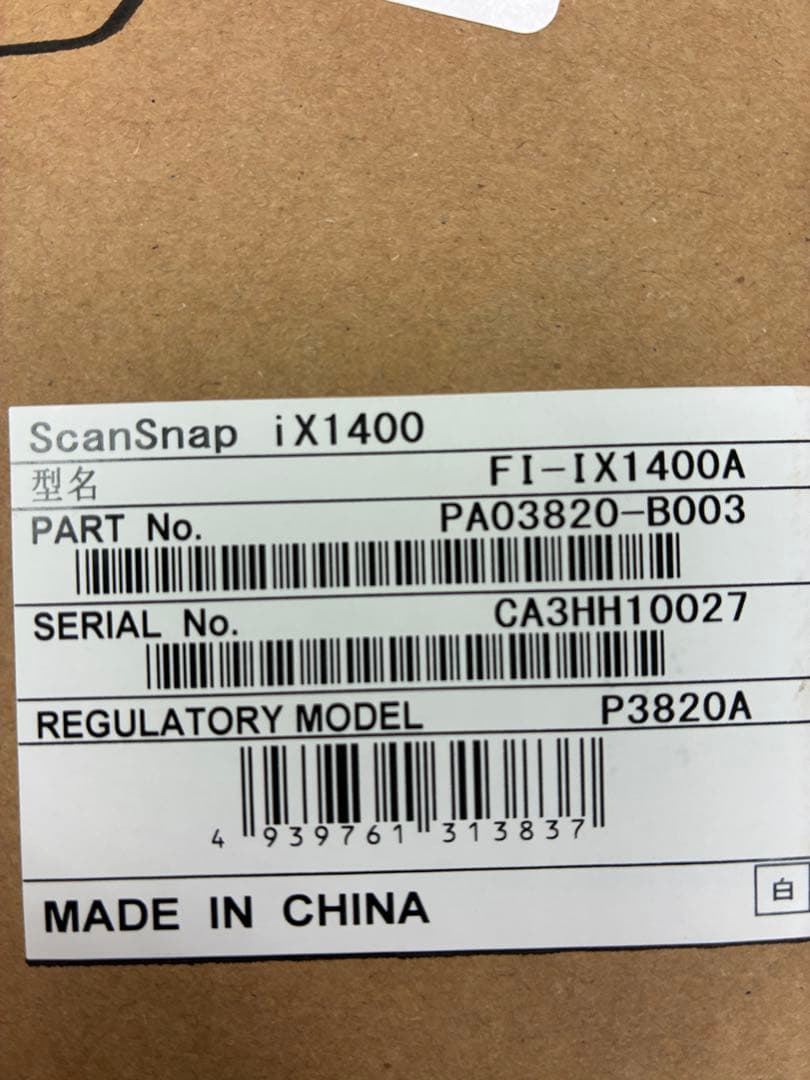 ScanSnap iX1400
型名 FI-IX1400A
PART No. PA03820-B003
SERIAL No. CA3HH10027
REGULATORY MODEL P3820A
4 939761 313837
MADE IN CHINA
白